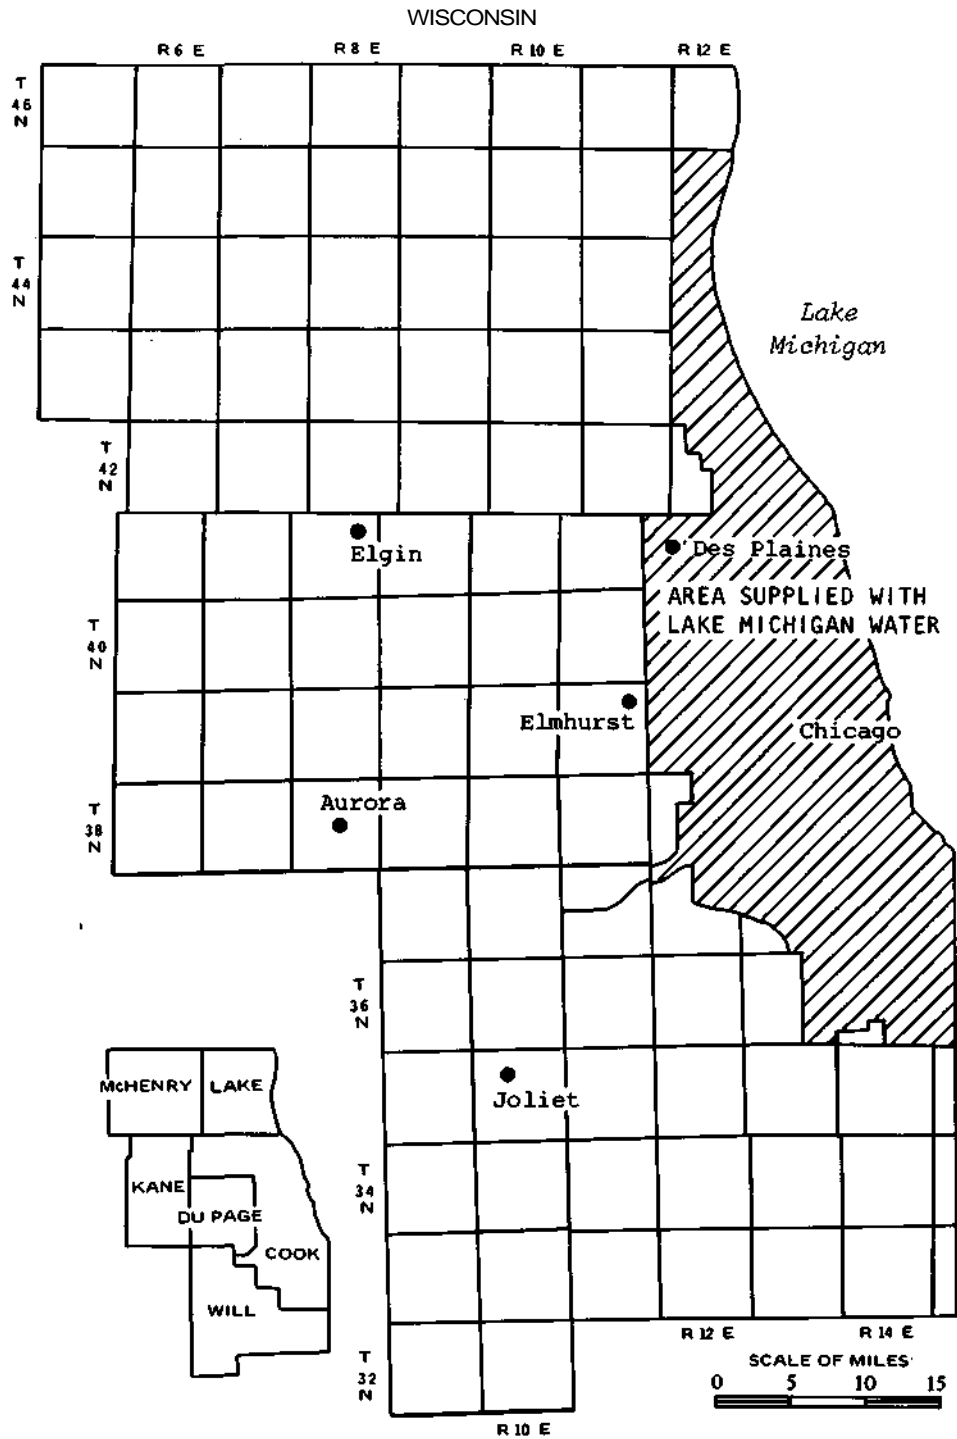 WISCONSIN
R 6 E R 8 E R 10 E R 12 E
T
46
N
T
44
N
Lake
Michigan
T
42
N
Elgin
Des Plaines
AREA SUPPLIED WITH
LAKE MICHIGAN WATER
T
40
N
Elmhurst
Chicago
Aurora
T
38
N
T
36
N
Joliet
McHENRY LAKE
KANE
DU PAGE
COOK
WILL
T
34
N
R 12 E R 14 E
T
32
N
SCALE OF MILES
0 5 10 15
R 10 E